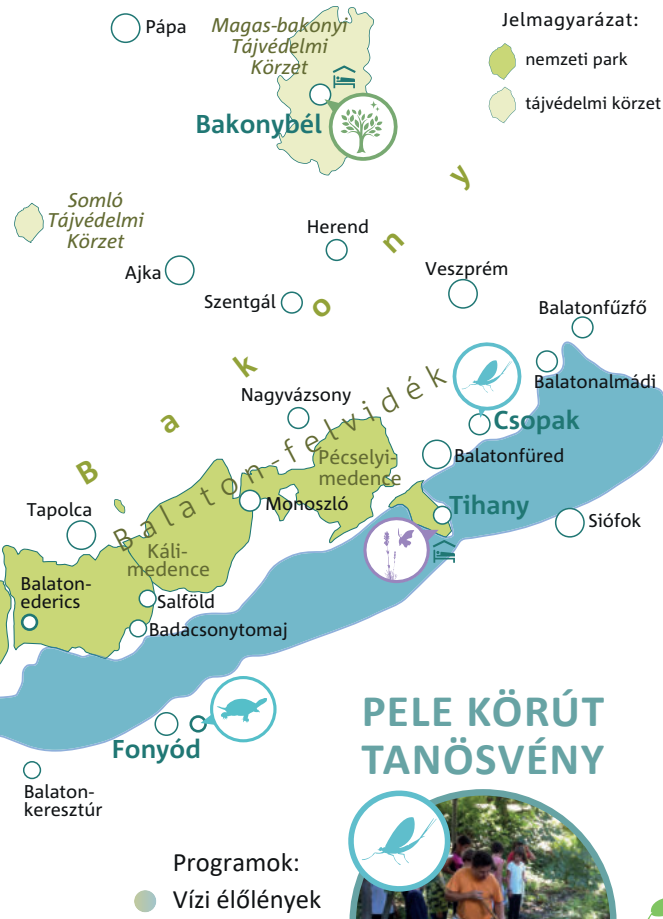 Pápa
Magas-bakonyi
Tájvédelmi
Körzet
Jelmagyarázat:
nemzeti park
tájvédelmi körzet
Bakonybél
Somló
Tájvédelmi
Körzet
Herend
Ajka
Szentgál
Veszprém
Balatonfűzfő
Balatonalmádi
Bakony
Balaton-felvidék
Nagyvázsony
Csopak
Pécselyi-
medence
Balatonfüred
Tapolca
Monoszló
Tihany
Siófok
Káli-
medence
Balaton-
ederics
Salföld
Badacsonytomaj
Fonyód
Balaton-
keresztúr
PELE KÖRÚT
TANÖSVÉNY
Programok:
Vízi élőlények